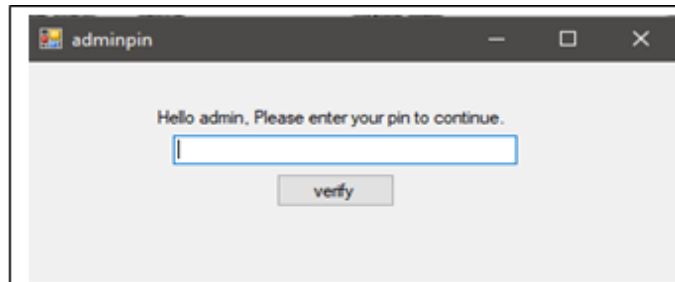 adminpin
Hello admin, Please enter your pin to continue.
verify